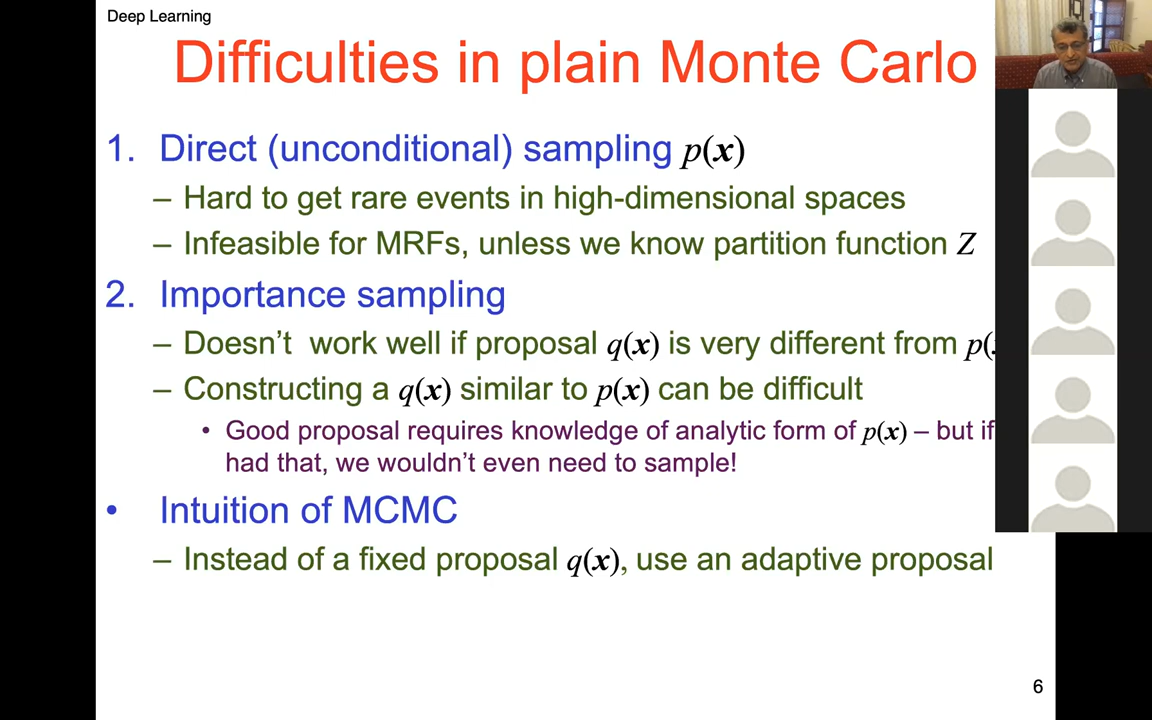 Deep Learning
Difficulties in plain Monte Carlo
1. Direct (unconditional) sampling p(x)
– Hard to get rare events in high-dimensional spaces
– Infeasible for MRFs, unless we know partition function Z
2. Importance sampling
– Doesn’t work well if proposal q(x) is very different from p(
– Constructing a q(x) similar to p(x) can be difficult
• Good proposal requires knowledge of analytic form of p(x) – but if
had that, we wouldn’t even need to sample!
• Intuition of MCMC
– Instead of a fixed proposal q(x), use an adaptive proposal
6